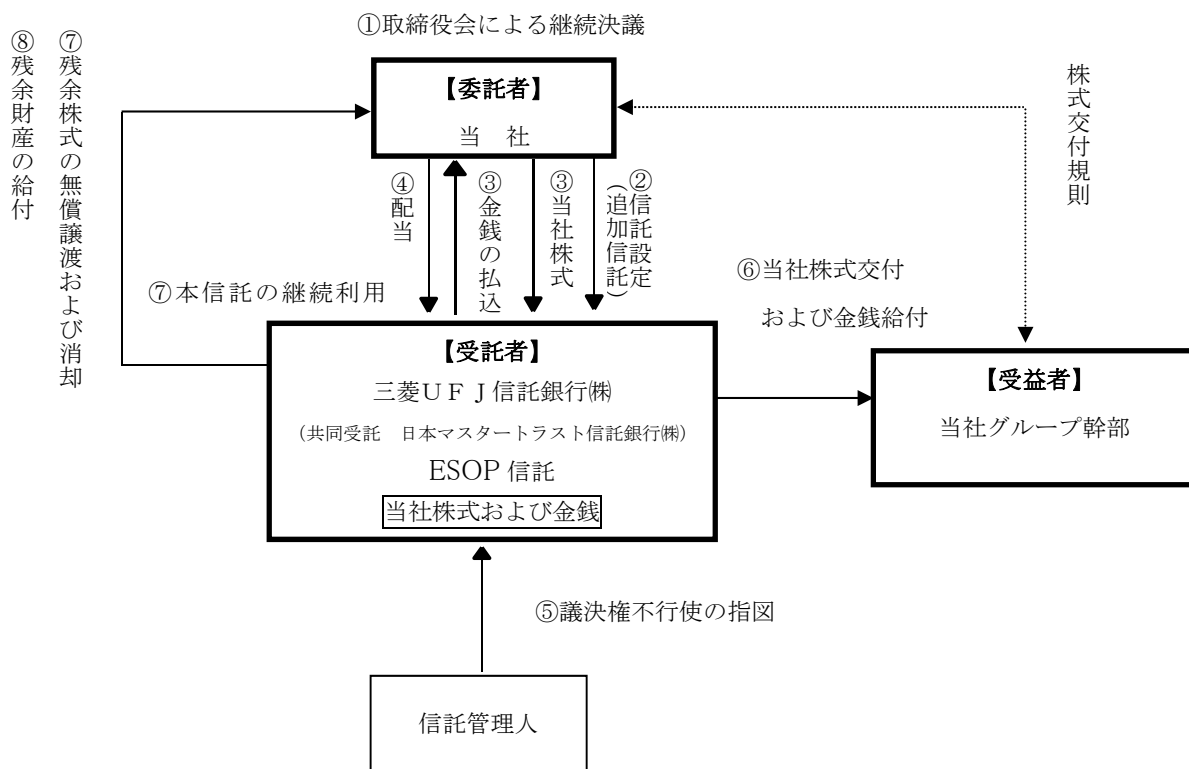 ①取締役会による継続決議
⑧残余財産の給付
⑦残余株式の無償譲渡および消却
【委託者】
当 社
株式交付規則
④配当
③金銭の払込
③当社株式
②信託設定
(追加信託)
⑦本信託の継続利用
⑥当社株式交付
および金銭給付
【受託者】
三菱UFJ信託銀行㈱
(共同受託 日本マスタートラスト信託銀行㈱)
ESOP信託
当社株式および金銭
【受益者】
当社グループ幹部
⑤議決権不行使の指図
信託管理人